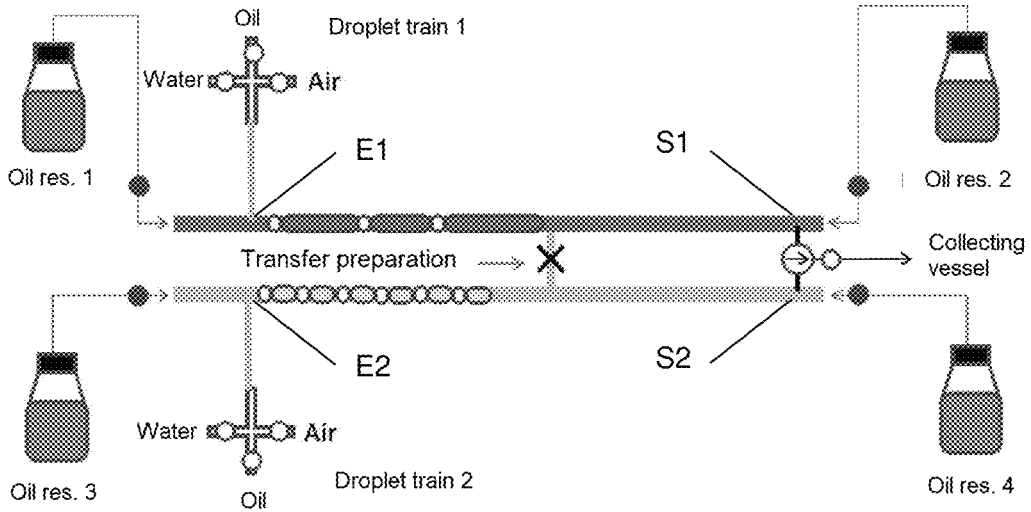 Oil
Droplet train 1
Water
Air
Oil res. 1
E1
S1
Oil res. 2
Transfer preparation
Collecting
vessel
E2
S2
Water
Air
Oil res. 3
Droplet train 2
Oil
Oil res. 4